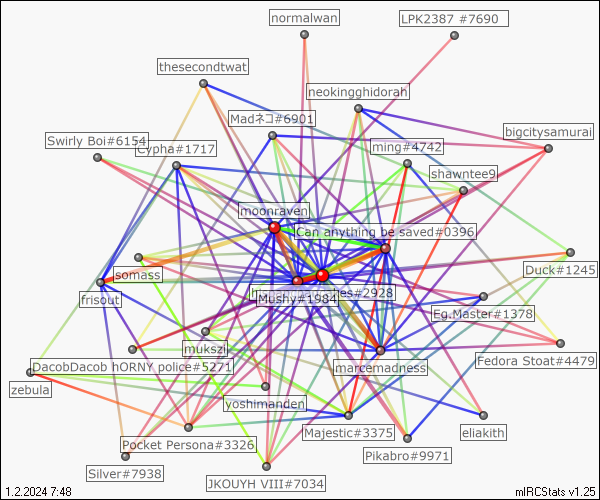 normalwan
LPK2387 #7690
thesecondtwat
neokingghidorah
Madネコ#6901
bigcitysamurai
Swirly Boi#6154
Cypha#1717
ming#4742
shawntee9
moonraven
Can anything be saved#0396
somass
Duck#1245
frisout
Mushy#1984
es#2928
Eg.Master#1378
mukszi
DacobDacob hORNY police#5271
marcemadness
Fedora Stoat#4479
zebula
yoshimanden
Pocket Persona#3326
Majestic#3375
eliakith
Pikabro#9971
Silver#7938
JKOUYH VIII#7034
1.2.2024 7:48
mIRCStats v1.25